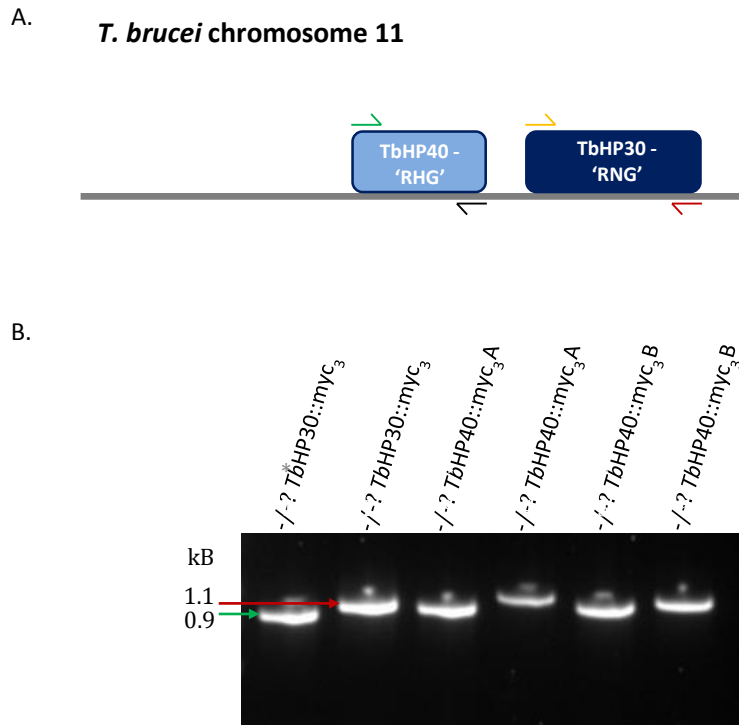 A.
T. brucei chromosome 11
TbHP40 -
‘RHG’
TbHP30 -
‘RNG’
B.
-/-? TbHP30::myc3
*
-/-? TbHP30::myc3
-/-? TbHP40::myc3A
-/-? TbHP40::myc3A
-/-? TbHP40::myc3B
-/-? TbHP40::myc3B
kB
1.1
0.9